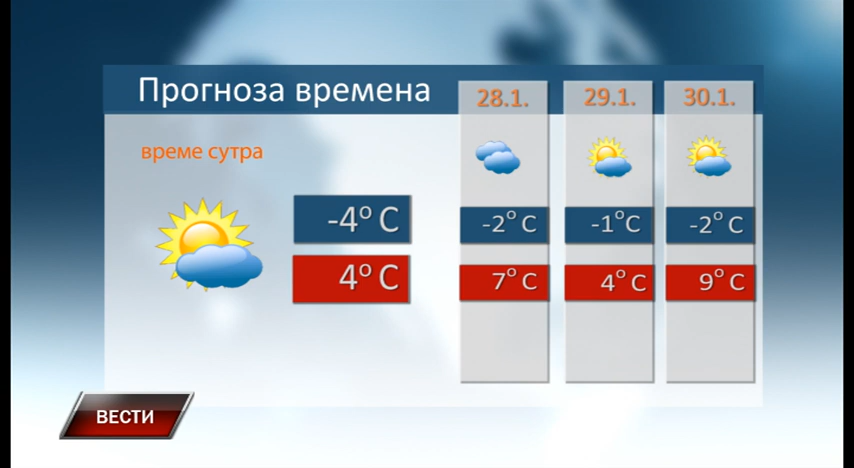 Прогноза времена
време сутра
-4° C
4° C
28.1.
-2° C
7° C
29.1.
-1°C
4° C
30.1.
-2° C
9° C
ВЕСТИ